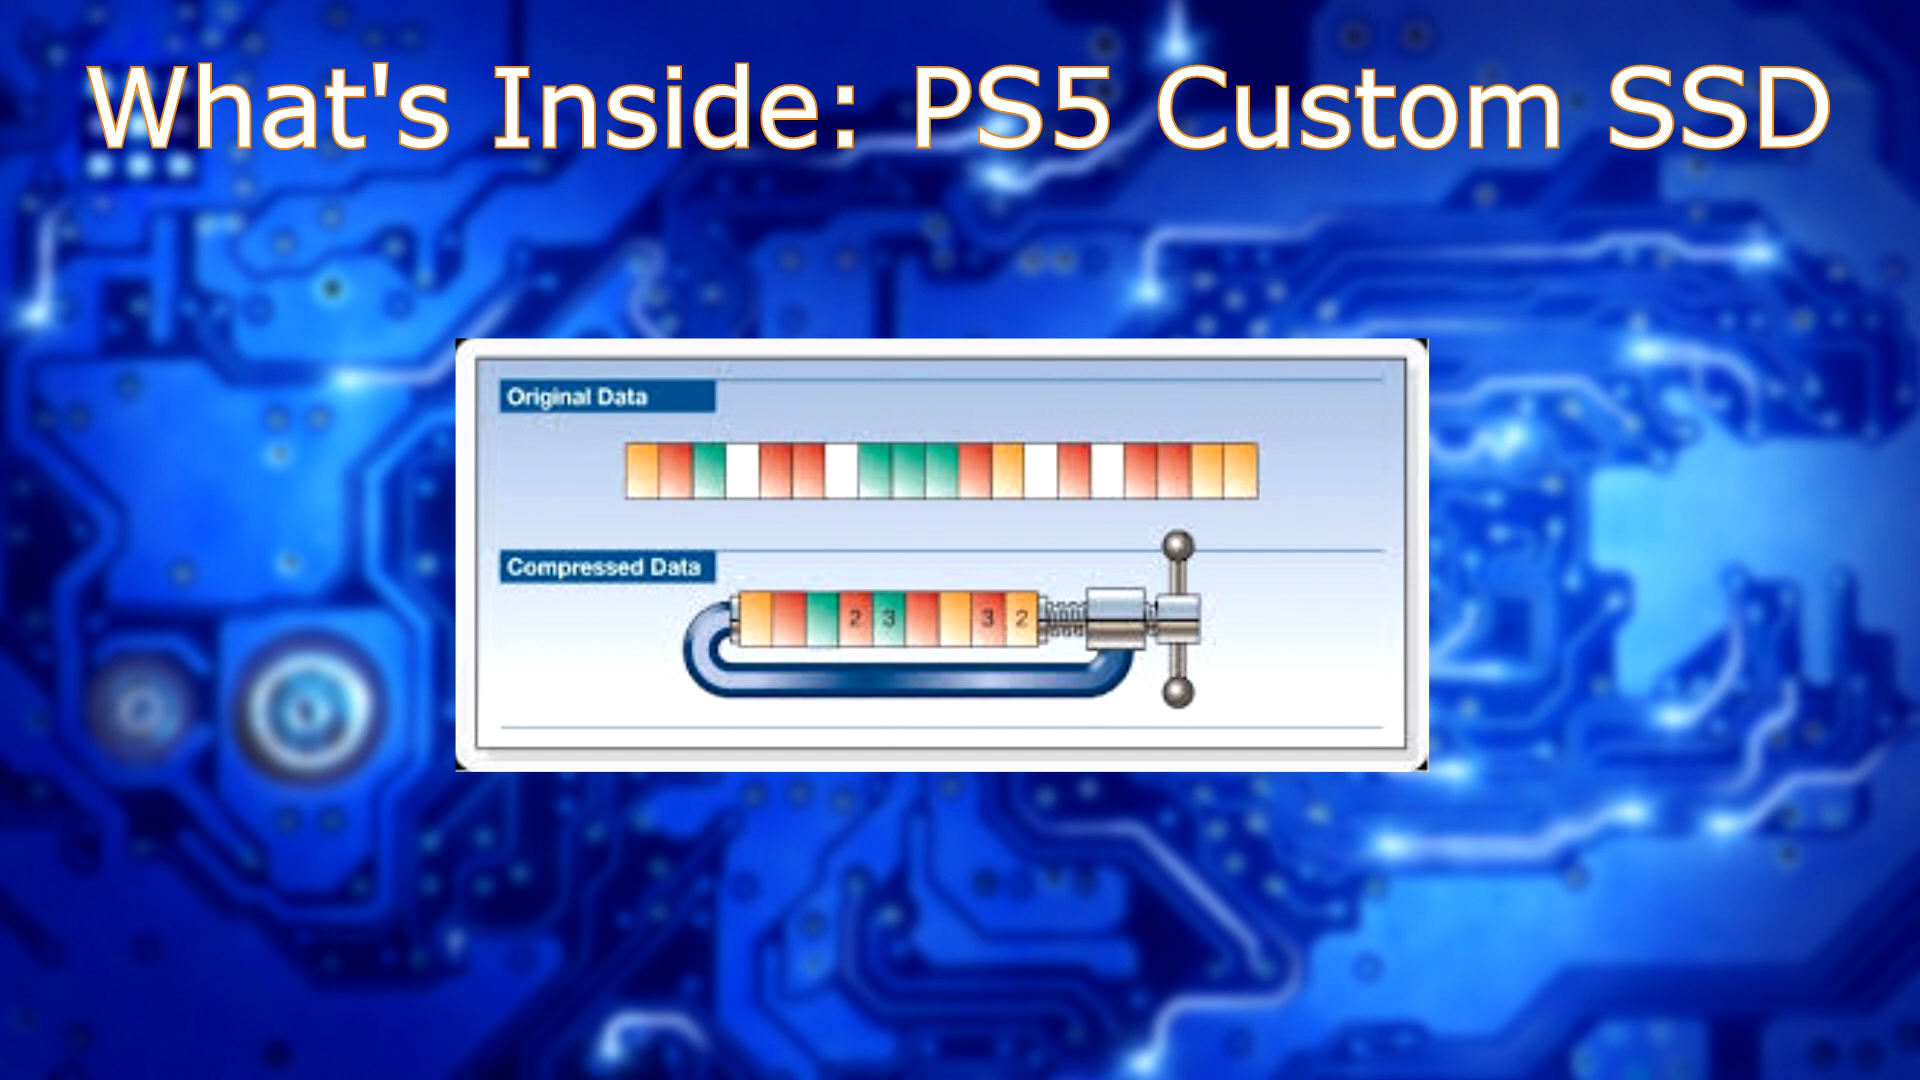 What's Inside: PS5 Custom SSD
Original Data
Compressed Data
2 3 3 2